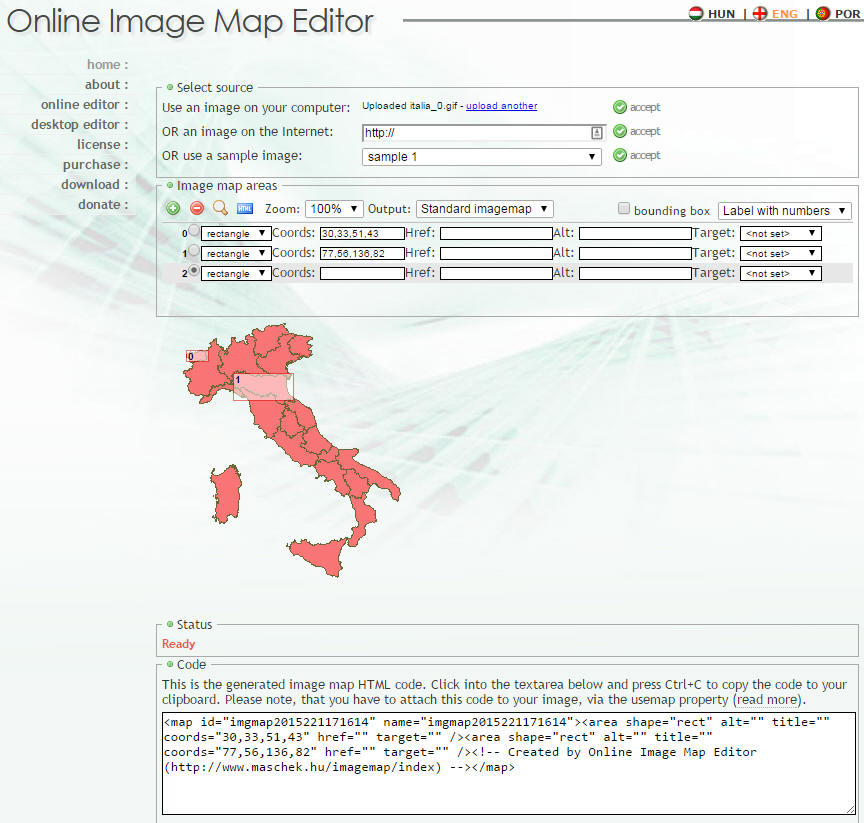 Online Image Map Editor
HUN | ENG | POR
home :
about :
online editor :
desktop editor :
license :
purchase :
download :
donate :
Select source
Use an image on your computer: Uploaded italia_0.gif - upload another accept
OR an image on the Internet: http:// accept
OR use a sample image: sample 1 accept
Image map areas
HTML Zoom: 100% Output: Standard imagemap bounding box Label with numbers
0 rectangle Coords: 30,33,51,43 Href: Alt: Target: <not set>
1 rectangle Coords: 77,56,136,82 Href: Alt: Target: <not set>
2 rectangle Coords: Href: Alt: Target: <not set>
0
1
Status
Ready
Code
This is the generated image map HTML code. Click into the textarea below and press Ctrl+C to copy the code to your
clipboard. Please note, that you have to attach this code to your image, via the usemap property (read more).
<map id="imgmap2015221171614" name="imgmap2015221171614"><area shape="rect" alt="" title=""
coords="30,33,51,43" href="" target="" /><area shape="rect" alt="" title=""
coords="77,56,136,82" href="" target="" /><!-- Created by Online Image Map Editor
(http://www.maschek.hu/imagemap/index) --></map>